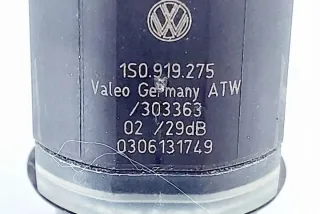 1S0.919.275
Valeo Germany ATW
/303363
02 /29dB
0306131749